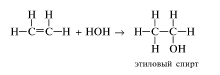 H H H H
H—C=C—H + HOH → H—C—C—H
H OH
этиловый спирт